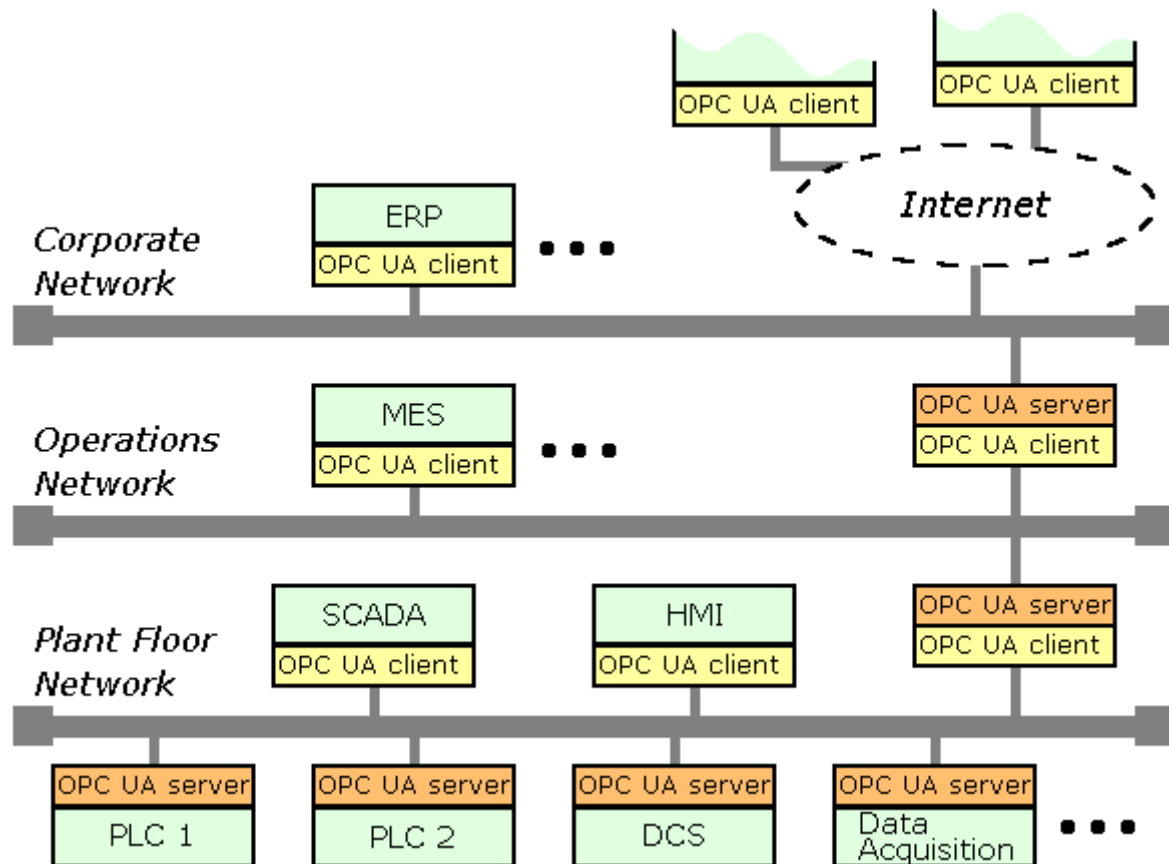 OPC UA client
OPC UA client
Internet
ERP
OPC UA client
Corporate
Network
MES
OPC UA client
OPC UA server
OPC UA client
Operations
Network
SCADA
OPC UA client
HMI
OPC UA client
OPC UA server
OPC UA client
Plant Floor
Network
OPC UA server
PLC 1
OPC UA server
PLC 2
OPC UA server
DCS
OPC UA server
Data
Acquisition